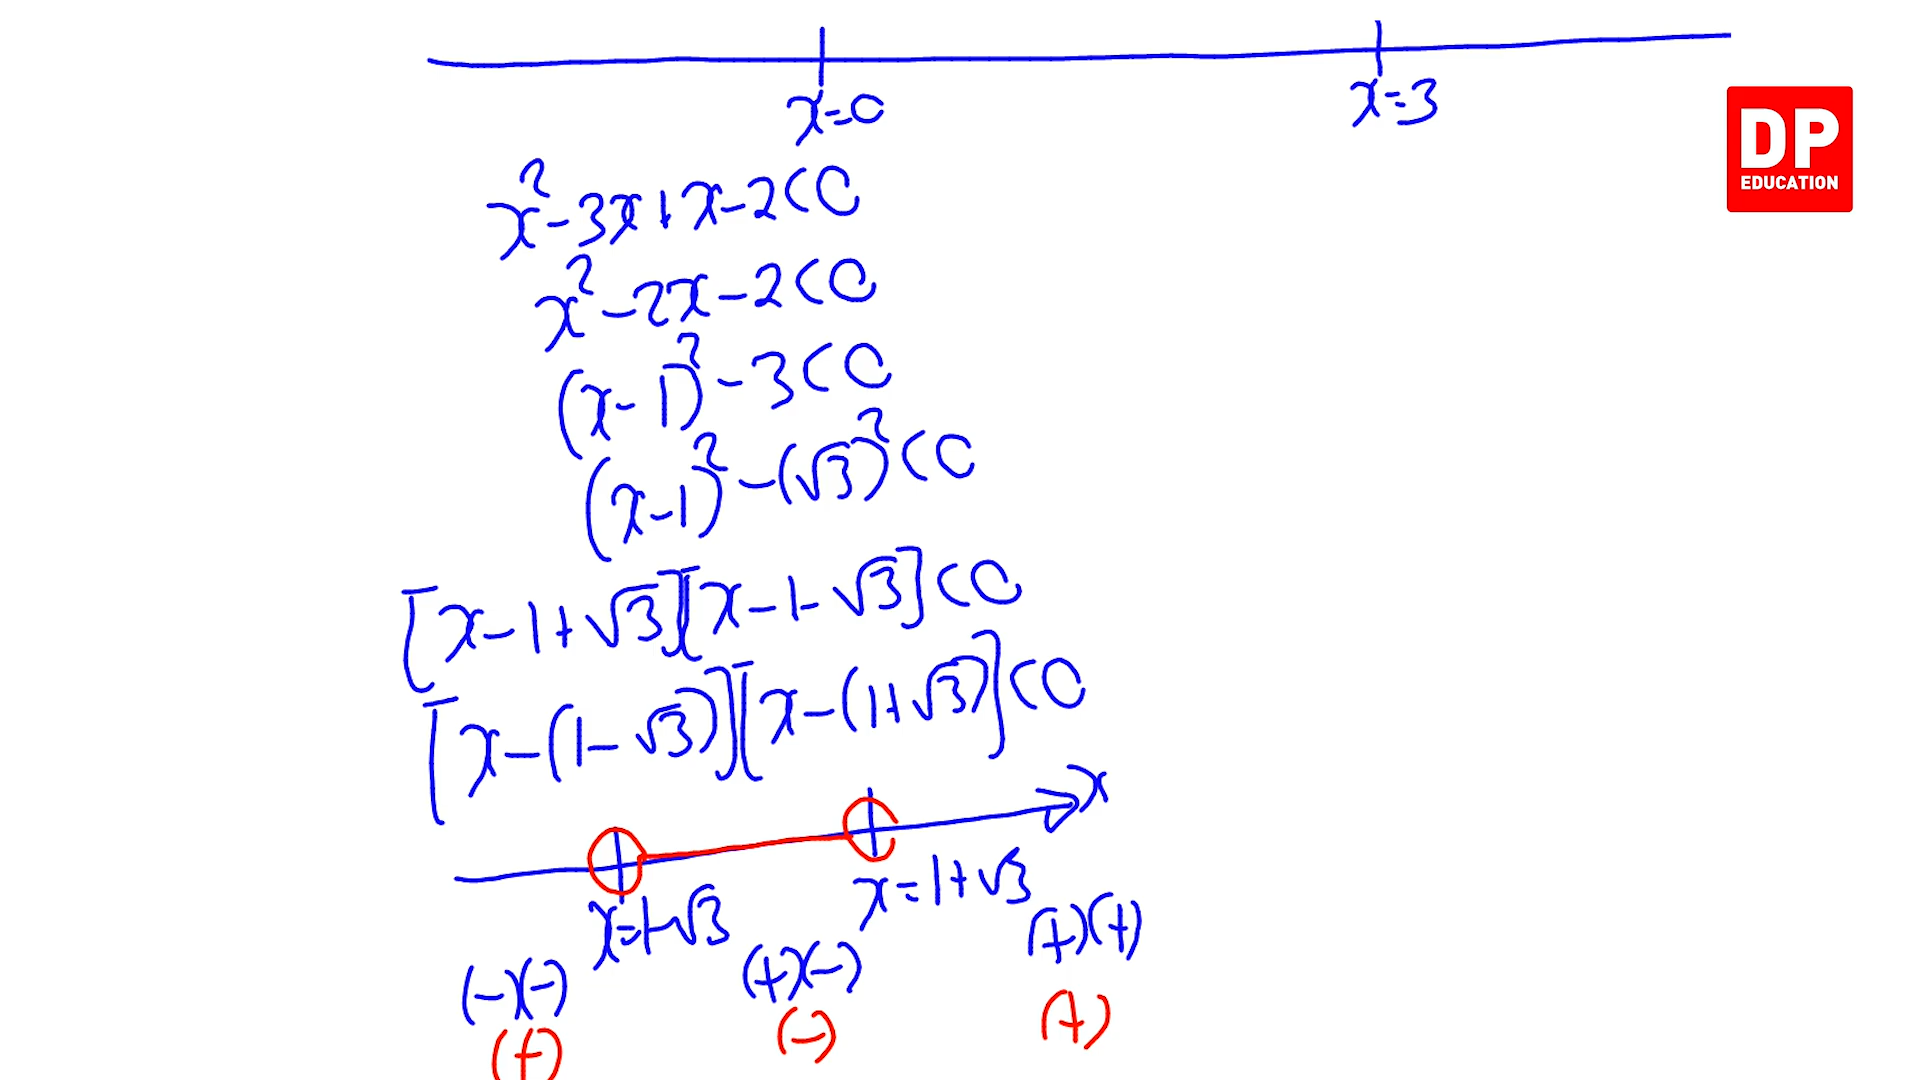 x=0 x=3
DP
EDUCATION
x²-3x+x-2<0
x²-2x-2<0
(x-1)²-3<0
(x-1)²-(√3)²<0
[x-1+√3][x-1-√3]<0
[x-(1-√3)][x-(1+√3)]<0
x
x=1-√3 x=1+√3
(-)(-) (+)(-) (+)(+)
(+) (-) (+)